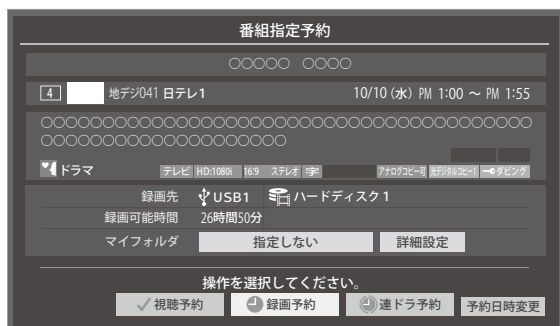 番組指定予約
○○○○○ ○○○○
4 地デジ041 日テレ1 10/10 (水) PM 1:00 ～ PM 1:55
○○○○○○○○○○○○○○○○○○○○○○○○○○○○○○○○○○○○○○○○
○○○○○○○○○○○○○○○○○○○○
ドラマ テレビ HD:1080i 16:9 ステレオ 字 アナログコピー可 光デジタルコピー1 ダビング
録画先 USB1 ハードディスク1
録画可能時間 26時間50分
マイフォルダ 指定しない 詳細設定
操作を選択してください。
視聴予約 録画予約 連ドラ予約 予約日時変更